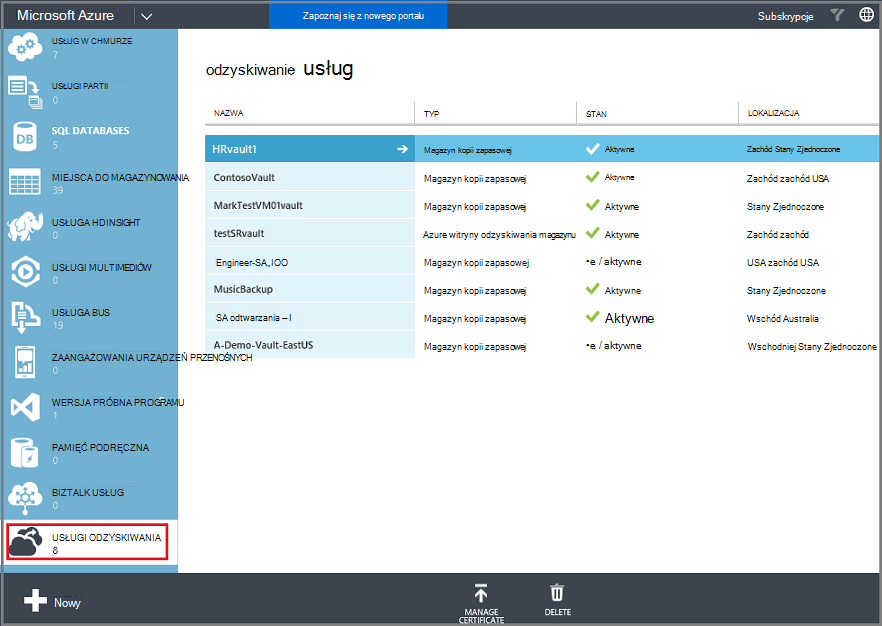 Microsoft Azure
Zapoznaj się z nowego portalu
Subskrypcje
USŁUG W CHMURZE
7
USŁUGI PARTII
0
SQL DATABASES
5
MIEJSCA DO MAGAZYNOWANIA
39
USŁUGA HDINSIGHT
0
USŁUGI MULTIMEDIÓW
0
USŁUGA BUS
19
ZAANGAŻOWANIA URZĄDZEŃ PRZENOŚNYCH
0
WERSJA PRÓBNA PROGRAMU
1
PAMIĘĆ PODRĘCZNA
0
BIZTALK USŁUG
0
USŁUGI ODZYSKIWANIA
8
odzyskiwanie usług
NAZWA TYP STAN LOKALIZACJA
HRvault1 Magazyn kopii zapasowej Aktywne Zachód Stany Zjednoczone
ContosoVault Magazyn kopii zapasowej Aktywne Zachód zachód USA
MarkTestVM01vault Magazyn kopii zapasowej Aktywne Stany Zjednoczone
testSRvault Azure witryny odzyskiwania magazynu Aktywne Zachód zachód
Engineer-SA,,IOO Magazyn kopii zapasowej •e / aktywne USA zachód USA
MusicBackup Magazyn kopii zapasowej Aktywne Stany Zjednoczone
SA odtwarzania – l Magazyn kopii zapasowej Aktywne Wschód Australia
A-Demo-Vault-EastUS Magazyn kopii zapasowej •e / aktywne Wschodniej Stany Zjednoczone
Nowy
MANAGE
CERTIFICATE
DELETE